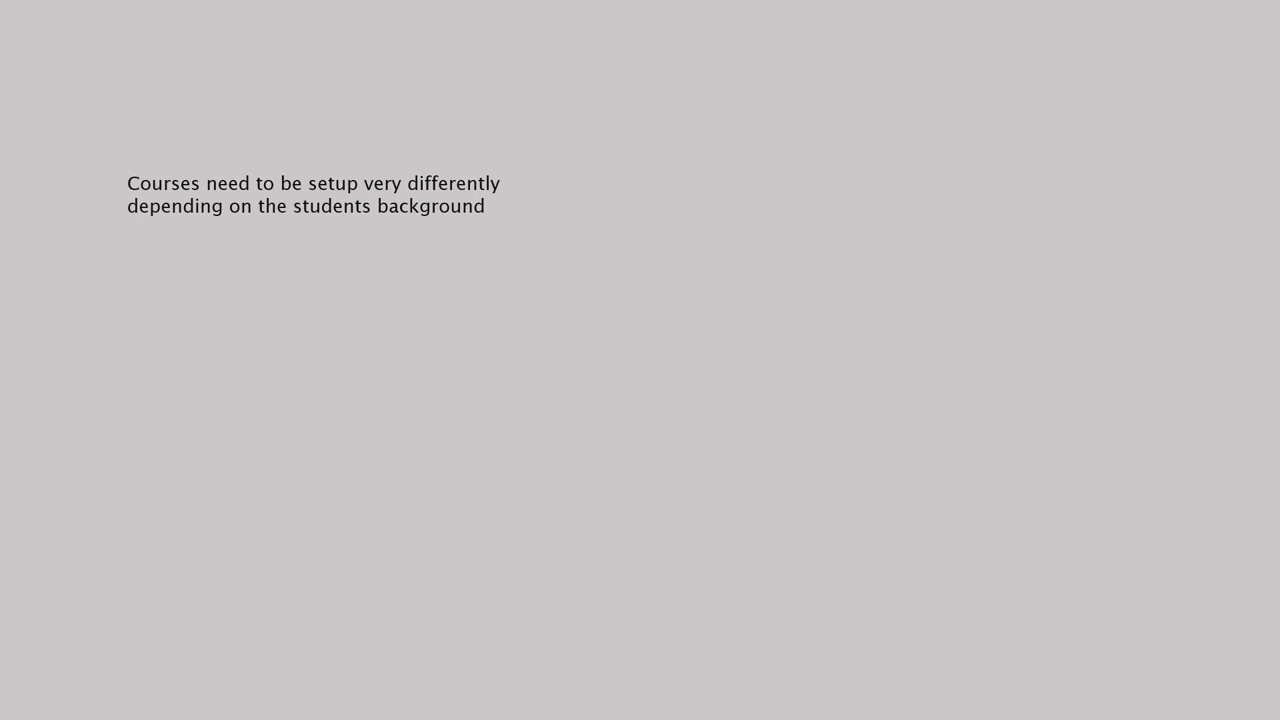 Courses need to be setup very differently
depending on the students background